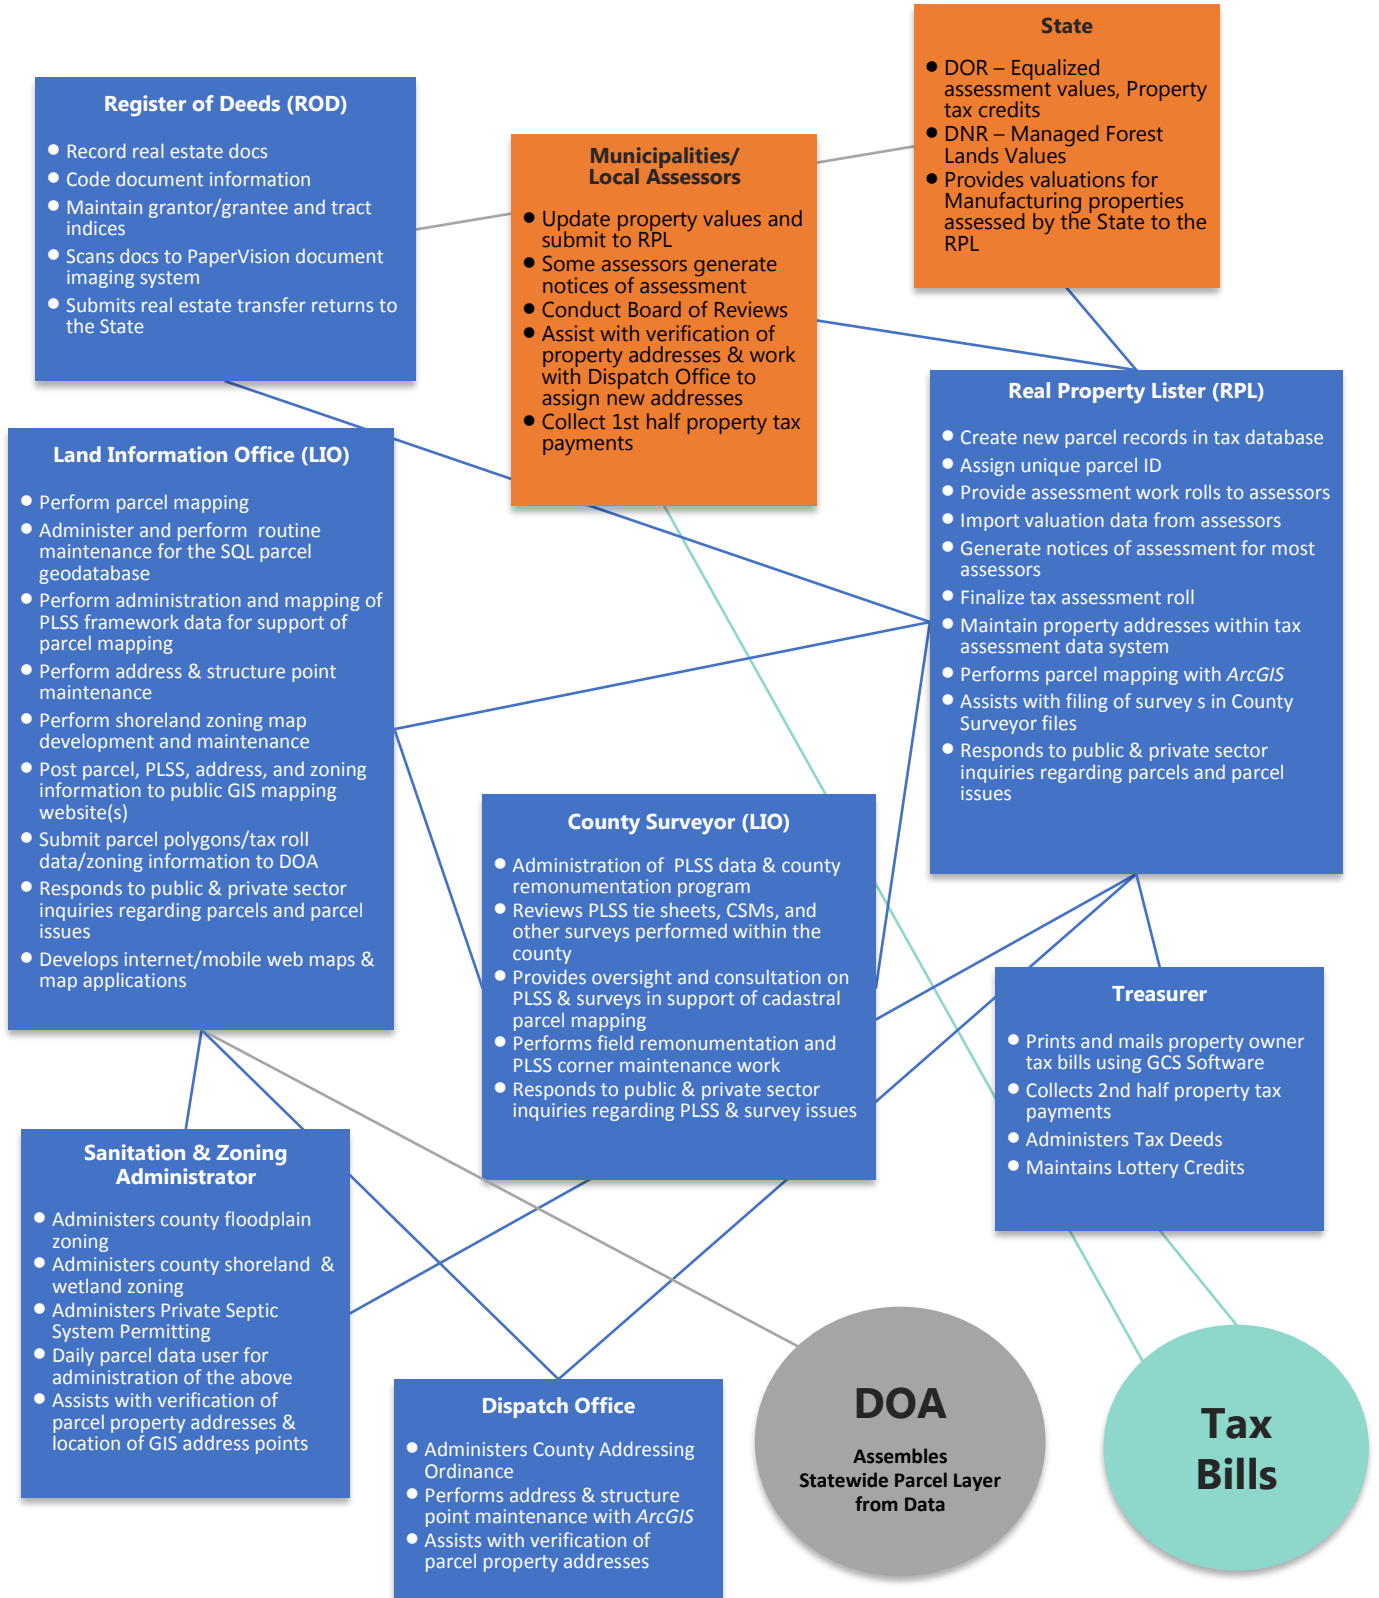 State
● DOR – Equalized
assessment values, Property
tax credits
● DNR – Managed Forest
Lands Values
● Provides valuations for
Manufacturing properties
assessed by the State to the
RPL
Register of Deeds (ROD)
● Record real estate docs
● Code document information
● Maintain grantor/grantee and tract
indices
● Scans docs to PaperVision document
imaging system
● Submits real estate transfer returns to
the State
Municipalities/
Local Assessors
● Update property values and
submit to RPL
● Some assessors generate
notices of assessment
● Conduct Board of Reviews
● Assist with verification of
property addresses & work
with Dispatch Office to
assign new addresses
● Collect 1st half property tax
payments
Real Property Lister (RPL)
● Create new parcel records in tax database
● Assign unique parcel ID
● Provide assessment work rolls to assessors
● Import valuation data from assessors
● Generate notices of assessment for most
assessors
● Finalize tax assessment roll
● Maintain property addresses within tax
assessment data system
● Performs parcel mapping with ArcGIS
● Assists with filing of survey s in County
Surveyor files
● Responds to public & private sector
inquiries regarding parcels and parcel
issues
Land Information Office (LIO)
● Perform parcel mapping
● Administer and perform  routine
maintenance for the SQL parcel
geodatabase
● Perform administration and mapping of
PLSS framework data for support of
parcel mapping
● Perform address & structure point
maintenance
● Perform shoreland zoning map
development and maintenance
● Post parcel, PLSS, address, and zoning
information to public GIS mapping
website(s)
● Submit parcel polygons/tax roll
data/zoning information to DOA
● Responds to public & private sector
inquiries regarding parcels and parcel
issues
● Develops internet/mobile web maps &
map applications
County Surveyor (LIO)
● Administration of  PLSS data & county
remonumentation program
● Reviews PLSS tie sheets, CSMs, and
other surveys performed within the
county
● Provides oversight and consultation on
PLSS & surveys in support of cadastral
parcel mapping
● Performs field remonumentation and
PLSS corner maintenance work
● Responds to public & private sector
inquiries regarding PLSS & survey issues
Treasurer
● Prints and mails property owner
tax bills using GCS Software
● Collects 2nd half property tax
payments
● Administers Tax Deeds
● Maintains Lottery Credits
Sanitation & Zoning
Administrator
● Administers county floodplain
zoning
● Administers county shoreland  &
wetland zoning
● Administers Private Septic
System Permitting
● Daily parcel data user for
administration of the above
● Assists with verification of
parcel property addresses &
location of GIS address points
Dispatch Office
● Administers County Addressing
Ordinance
● Performs address & structure
point maintenance with ArcGIS
● Assists with verification of
parcel property addresses
DOA
Assembles
Statewide Parcel Layer
from Data
Tax
Bills